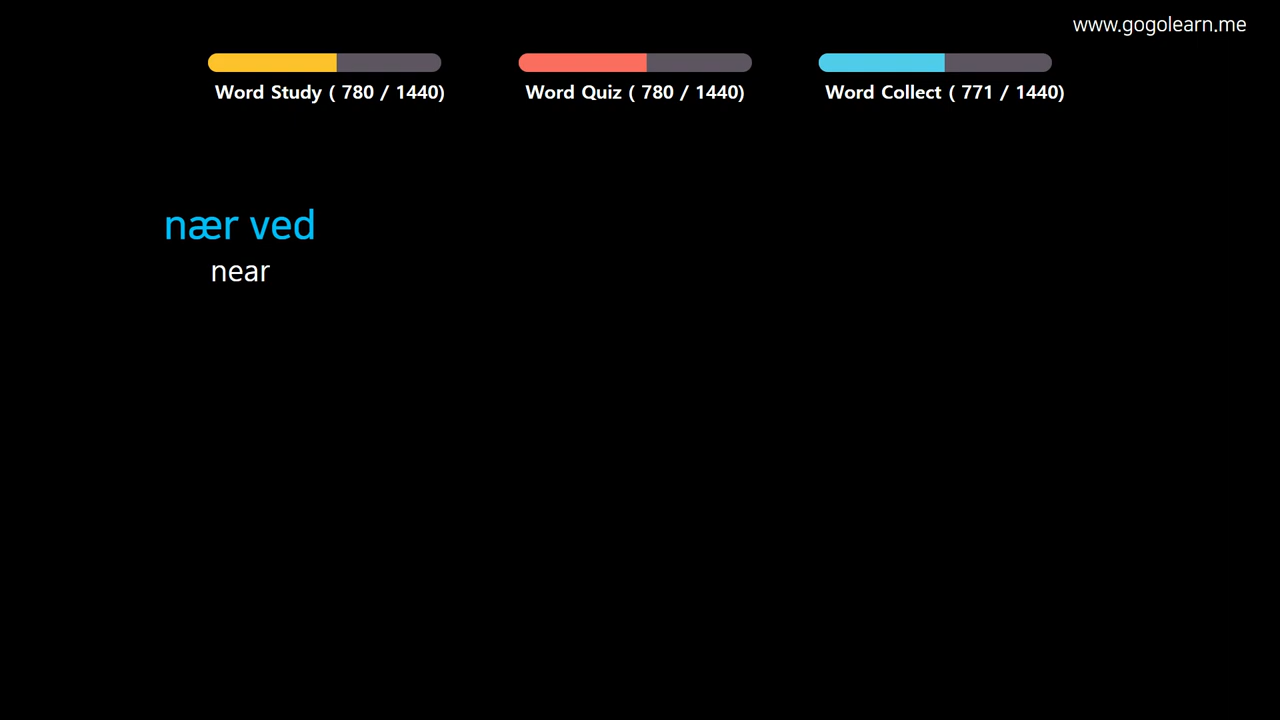 www.gogolearn.me
Word Study ( 780 / 1440)
Word Quiz ( 780 / 1440)
Word Collect ( 771 / 1440)
nær ved
near